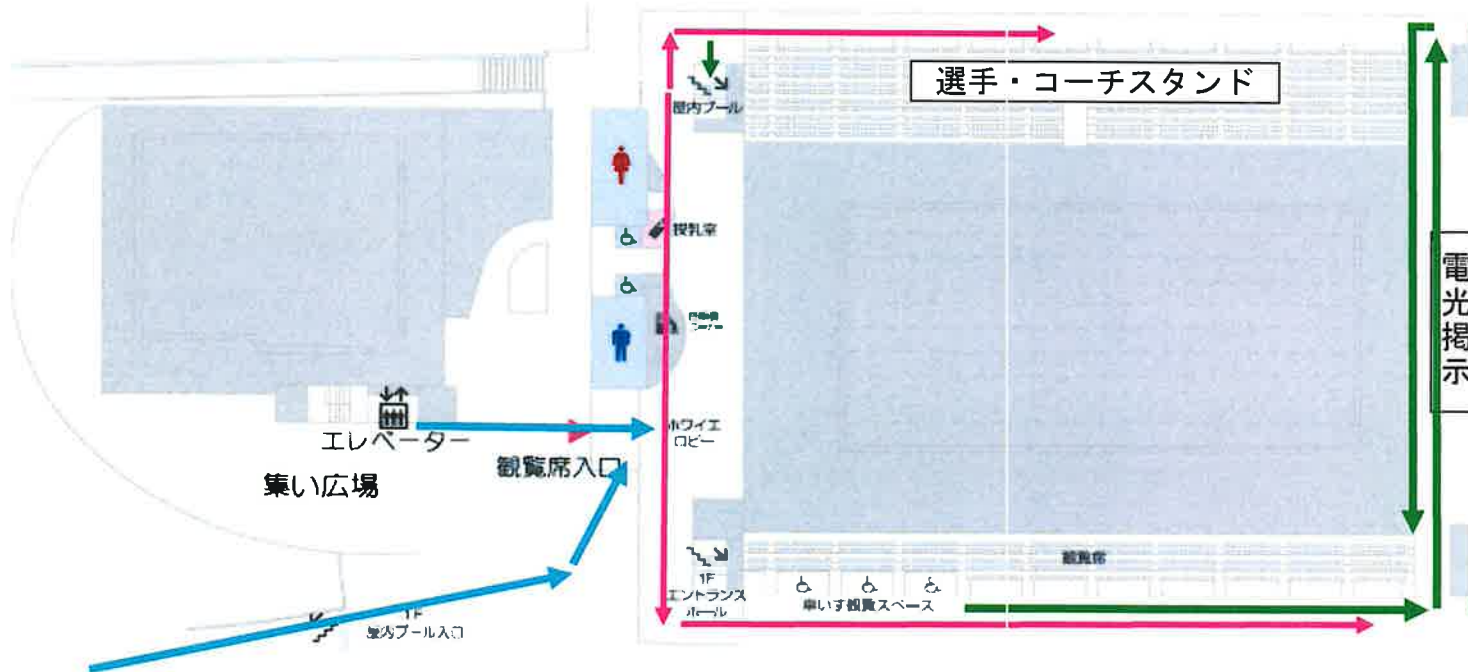 選手・コーチスタンド
屋内プール
授乳室
電光掲示
ホワイエ
ロビー
エレベーター
観覧席入口
集い広場
観覧席
1F
エントランス
ホール
車いす観覧スペース
1F
屋内プール入口